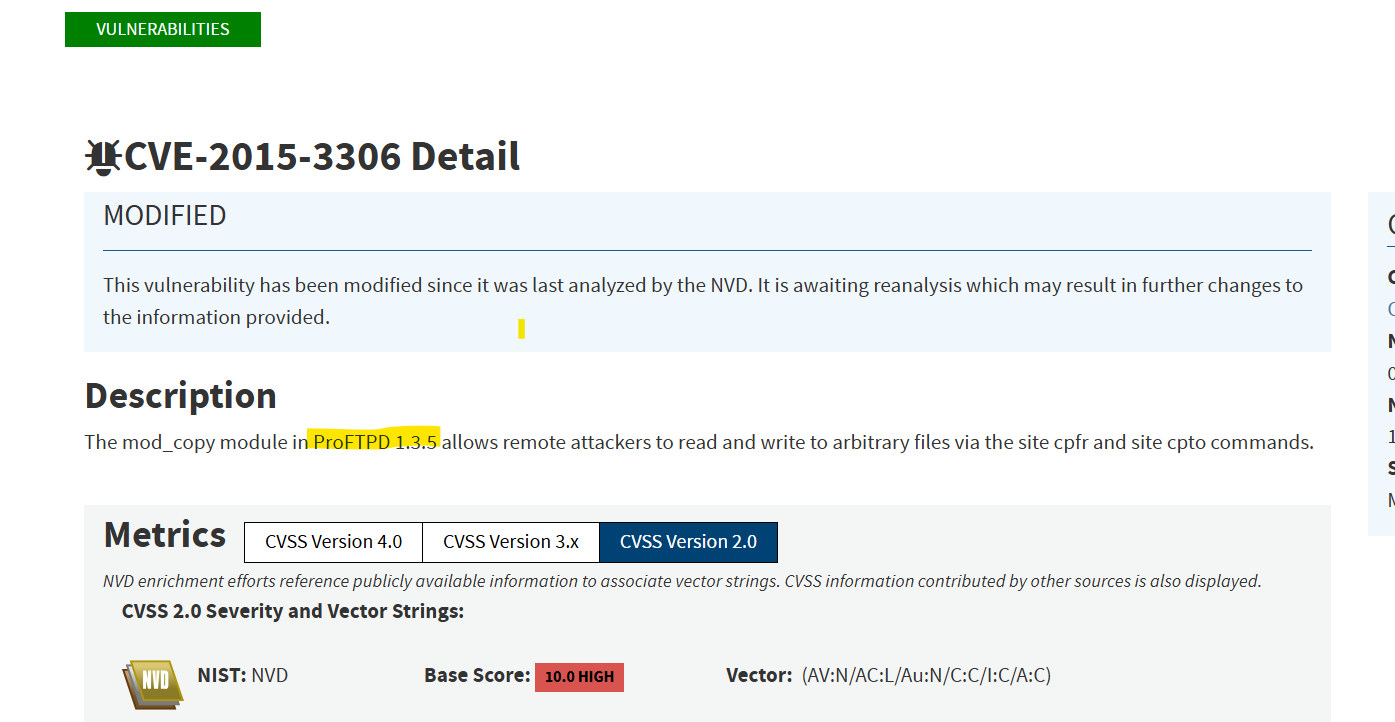 VULNERABILITIES
CVE-2015-3306 Detail
MODIFIED
This vulnerability has been modified since it was last analyzed by the NVD. It is awaiting reanalysis which may result in further changes to
the information provided.
Description
The mod_copy module in ProFTPD 1.3.5 allows remote attackers to read and write to arbitrary files via the site cpfr and site cpto commands.
Metrics CVSS Version 4.0 CVSS Version 3.x CVSS Version 2.0
NVD enrichment efforts reference publicly available information to associate vector strings. CVSS information contributed by other sources is also displayed.
CVSS 2.0 Severity and Vector Strings:
NVD NIST: NVD Base Score: 10.0 HIGH Vector: (AV:N/AC:L/Au:N/C:C/I:C/A:C)